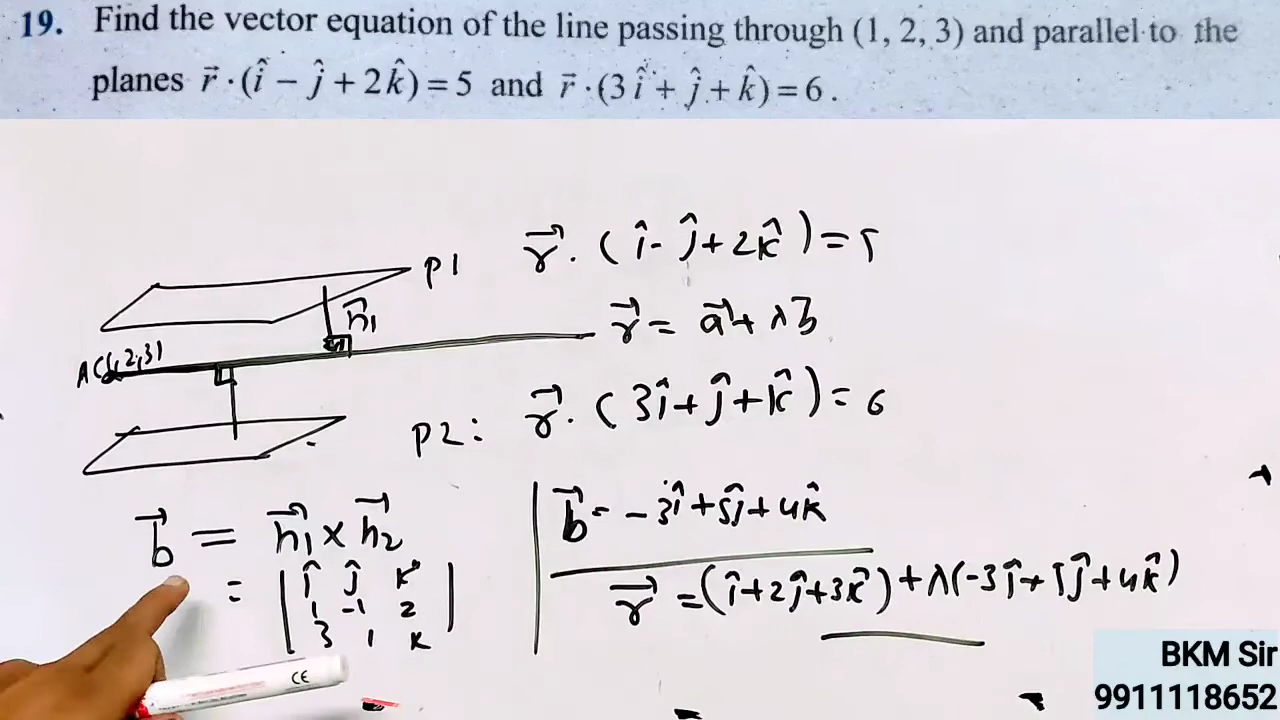 19. Find the vector equation of the line passing through (1, 2, 3) and parallel to the
planes r⃗ · (î − ĵ + 2k̂) = 5 and r⃗ · (3î + ĵ + k̂) = 6.
P1 r⃗ . (î - ĵ + 2k̂) = 5
n⃗1
r⃗ = a⃗ + λb⃗
A(1,2,3)
P2: r⃗ . (3î + ĵ + k̂) = 6
b⃗ = n⃗1 × n⃗2
= | î ĵ k̂ |
1 -1 2
3 1 k
b⃗ = -3î + 5ĵ + 4k̂
r⃗ = (î + 2ĵ + 3k̂) + λ(-3î + 5ĵ + 4k̂)
CE
BKM Sir
9911118652